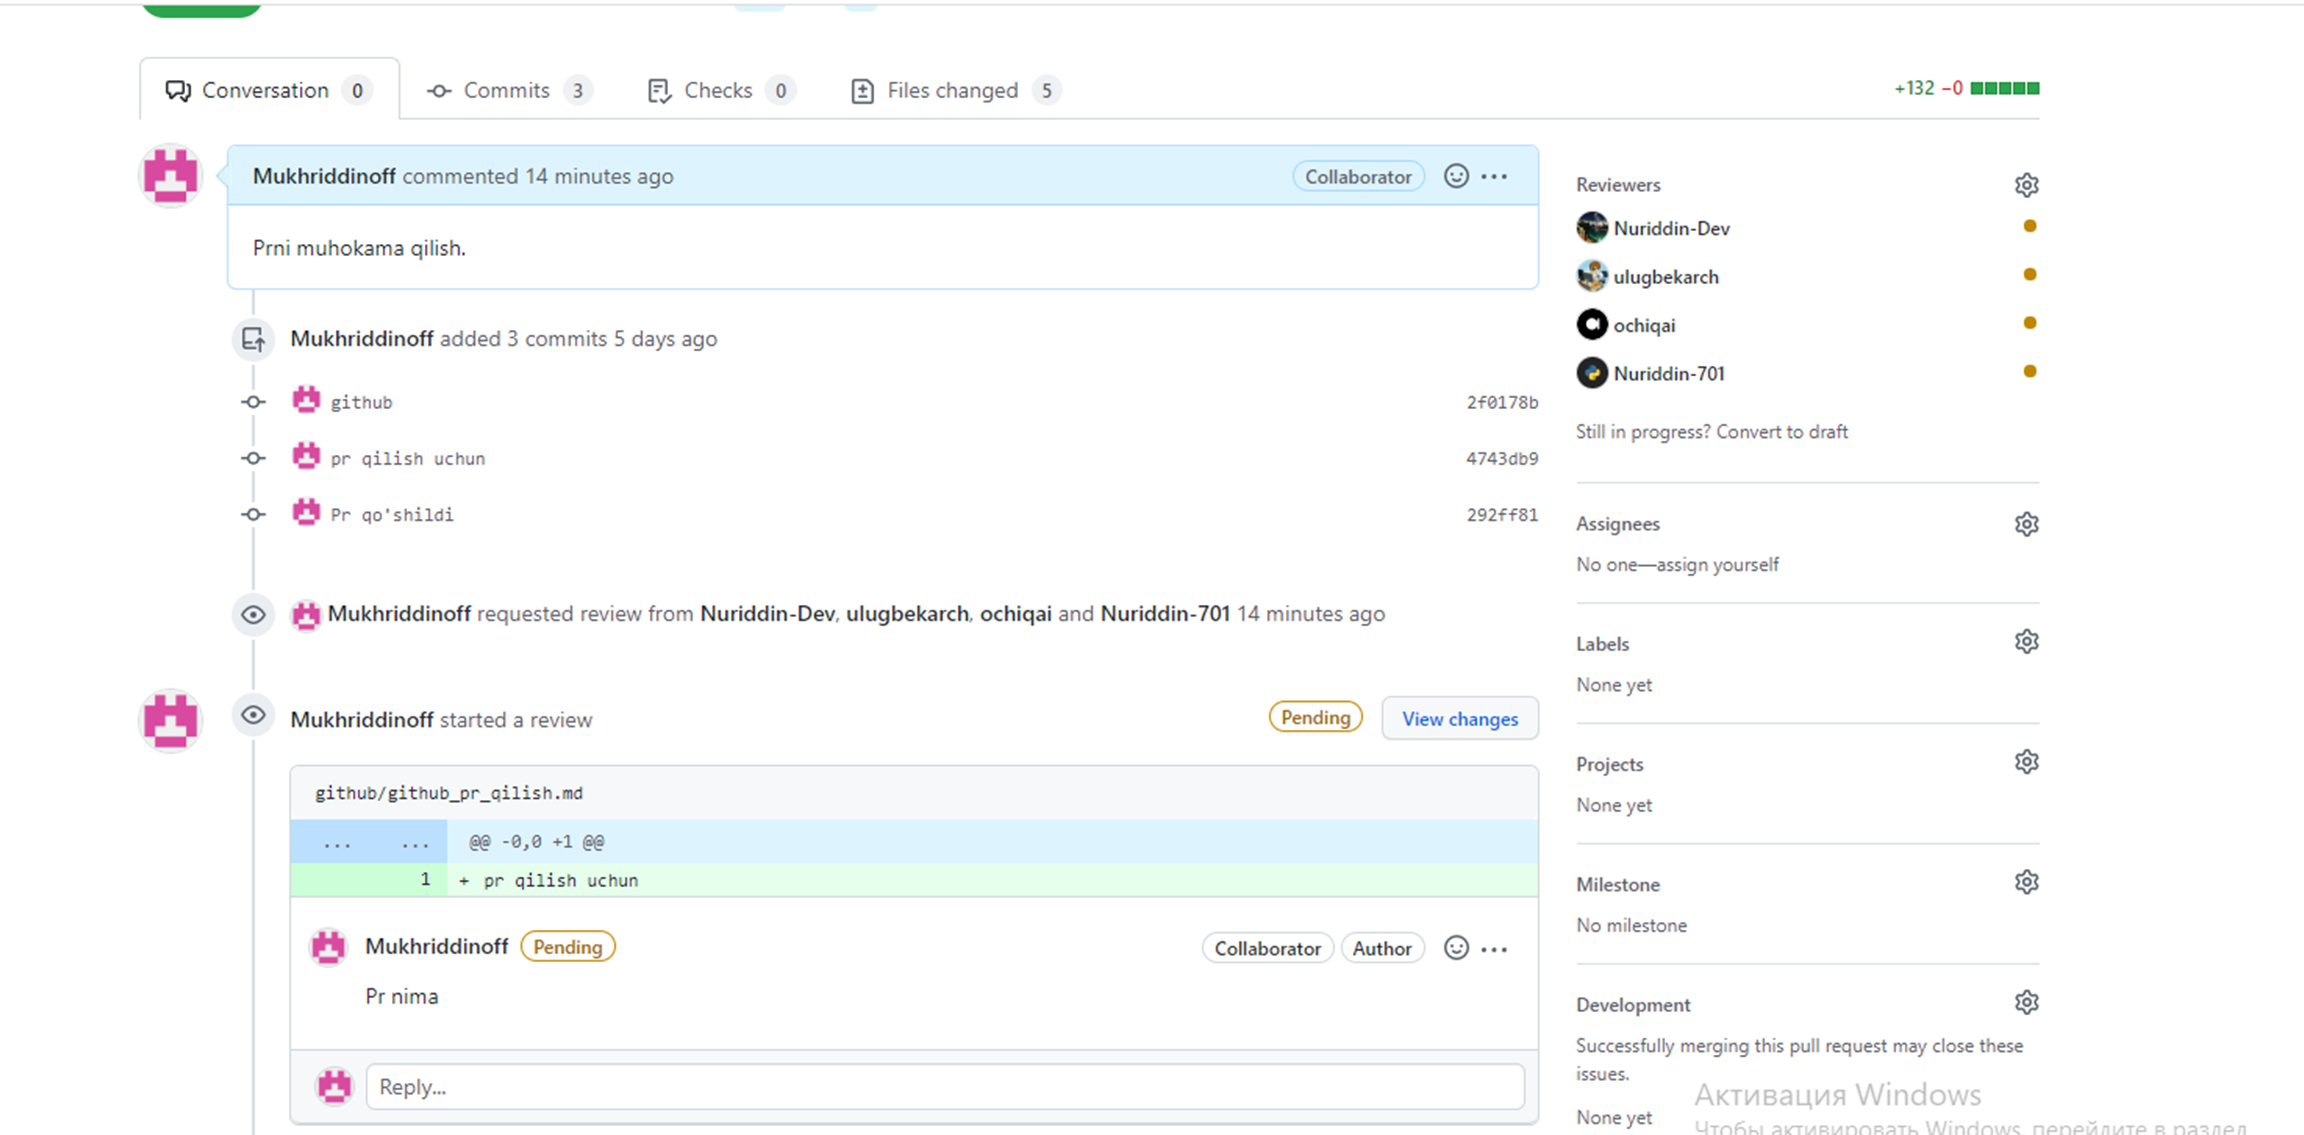 Conversation 0 Commits 3 Checks 0 Files changed 5 +132 −0
Mukhriddinoff commented 14 minutes ago Collaborator
Prni muhokama qilish.
Mukhriddinoff added 3 commits 5 days ago
github 2f0178b
pr qilish uchun 4743db9
Pr qo'shildi 292ff81
Mukhriddinoff requested review from Nuriddin-Dev, ulugbekarch, ochiqai and Nuriddin-701 14 minutes ago
Mukhriddinoff started a review Pending View changes
github/github_pr_qilish.md
... ... @@ -0,0 +1 @@
1 + pr qilish uchun
Mukhriddinoff Pending Collaborator Author
Pr nima
Reply...
Reviewers
Nuriddin-Dev
ulugbekarch
ochiqai
Nuriddin-701
Still in progress? Convert to draft
Assignees
No one—assign yourself
Labels
None yet
Projects
None yet
Milestone
No milestone
Development
Successfully merging this pull request may close these
issues.
None yet
Активация Windows
Чтобы активировать Windows, перейдите в раздел